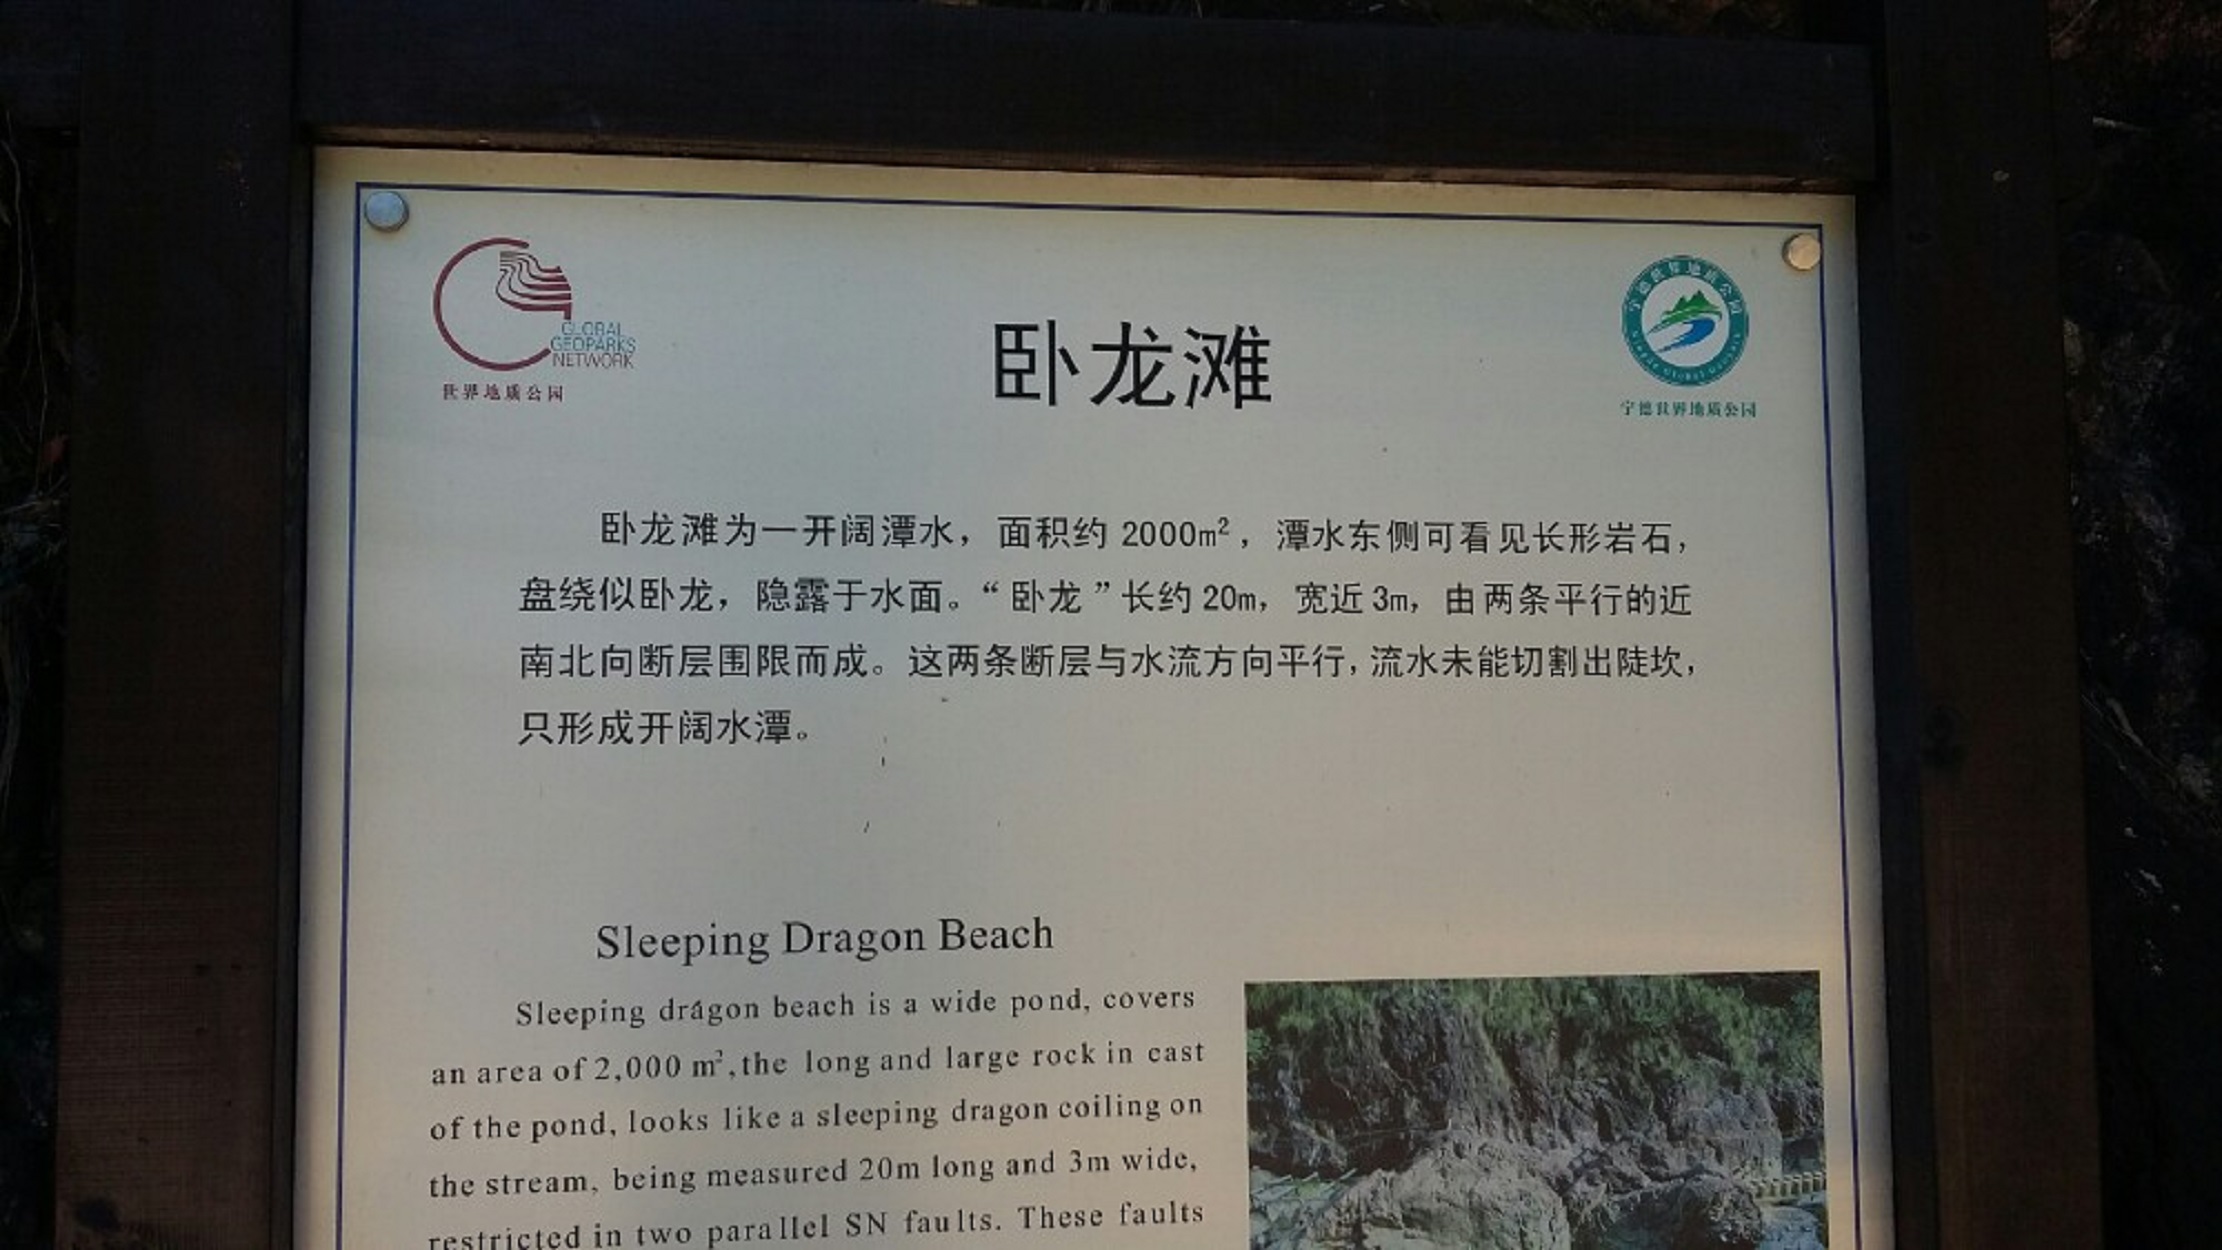 GLOBAL
GEOPARKS
NETWORK
世界地质公园
宁德世界地质公园
宁德世界地质公园
卧龙滩
卧龙滩为一开阔潭水，面积约 2000m²，潭水东侧可看见长形岩石，
盘绕似卧龙，隐露于水面。“卧龙”长约 20m，宽近 3m，由两条平行的近
南北向断层围限而成。这两条断层与水流方向平行，流水未能切割出陡坎，
只形成开阔水潭。
Sleeping Dragon Beach
Sleeping dragon beach is a wide pond, covers
an area of 2,000 m²,the long and large rock in east
of the pond, looks like a sleeping dragon coiling on
the stream, being measured 20m long and 3m wide,
restricted in two parallel SN faults. These faults